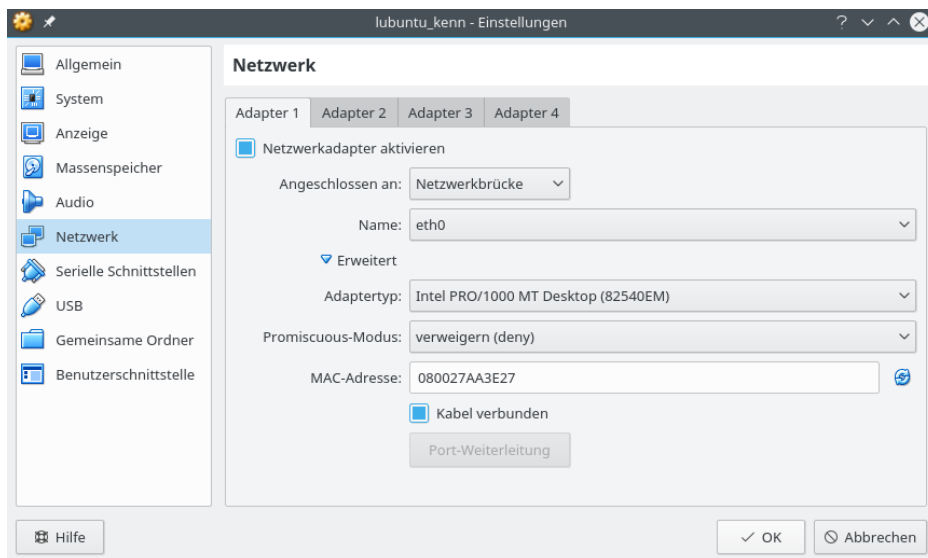 lubuntu_kenn - Einstellungen
Allgemein
System
Anzeige
Massenspeicher
Audio
Netzwerk
Serielle Schnittstellen
USB
Gemeinsame Ordner
Benutzerschnittstelle
Netzwerk
Adapter 1 Adapter 2 Adapter 3 Adapter 4
Netzwerkadapter aktivieren
Angeschlossen an: Netzwerkbrücke
Name: eth0
Erweitert
Adaptertyp: Intel PRO/1000 MT Desktop (82540EM)
Promiscuous-Modus: verweigern (deny)
MAC-Adresse: 080027AA3E27
Kabel verbunden
Port-Weiterleitung
Hilfe OK Abbrechen